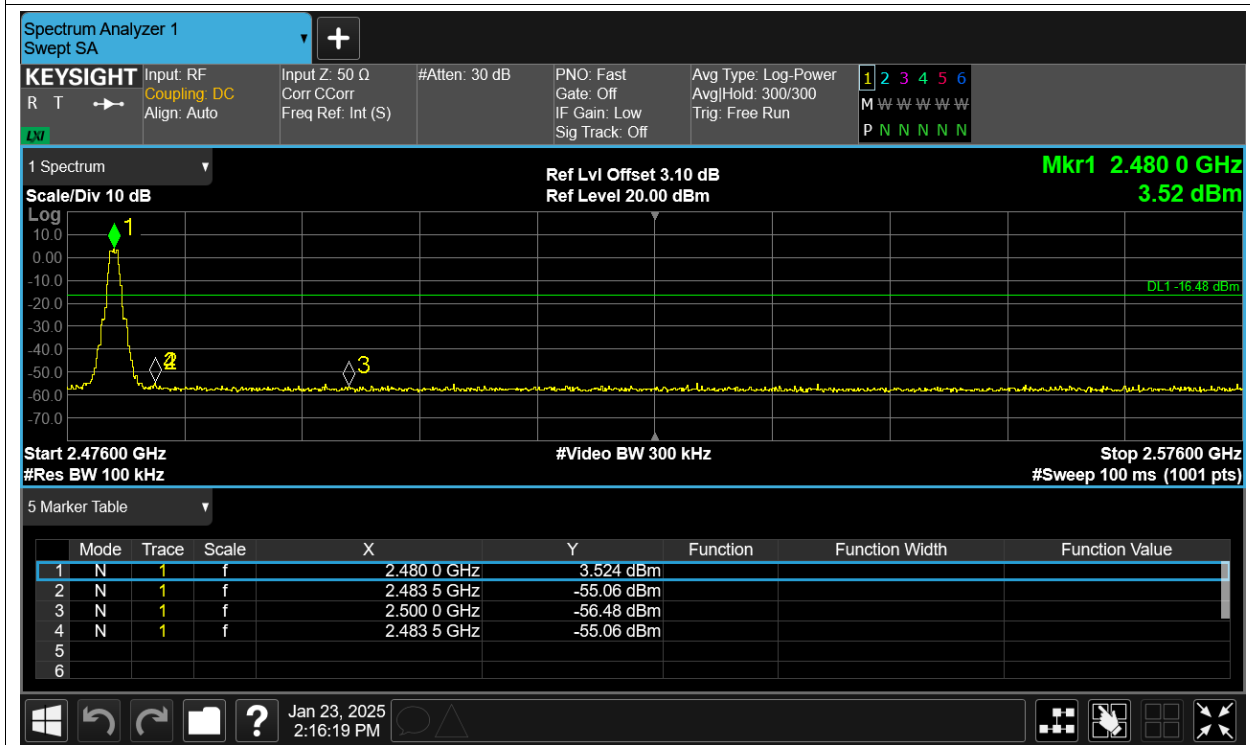 Spectrum Analyzer 1
Swept SA
KEYSIGHT
R T
LXI
Input: RF
Coupling: DC
Align: Auto
Input Z: 50 Ω
Corr CCorr
Freq Ref: Int (S)
#Atten: 30 dB
PNO: Fast
Gate: Off
IF Gain: Low
Sig Track: Off
Avg Type: Log-Power
Avg|Hold: 300/300
Trig: Free Run
1 2 3 4 5 6
M W W W W W
P N N N N N
1 Spectrum
Scale/Div 10 dB
Ref Lvl Offset 3.10 dB
Ref Level 20.00 dBm
Mkr1 2.480 0 GHz
3.52 dBm
Log
10.0
0.00
-10.0
-20.0
-30.0
-40.0
-50.0
-60.0
-70.0
1
3
DL1 -16.48 dBm
Start 2.47600 GHz
#Res BW 100 kHz
#Video BW 300 kHz
Stop 2.57600 GHz
#Sweep 100 ms (1001 pts)
5 Marker Table
Mode Trace Scale X Y Function Function Width Function Value
1 N 1 f 2.480 0 GHz 3.524 dBm
2 N 1 f 2.483 5 GHz -55.06 dBm
3 N 1 f 2.500 0 GHz -56.48 dBm
4 N 1 f 2.483 5 GHz -55.06 dBm
5
6
?
Jan 23, 2025
2:16:19 PM